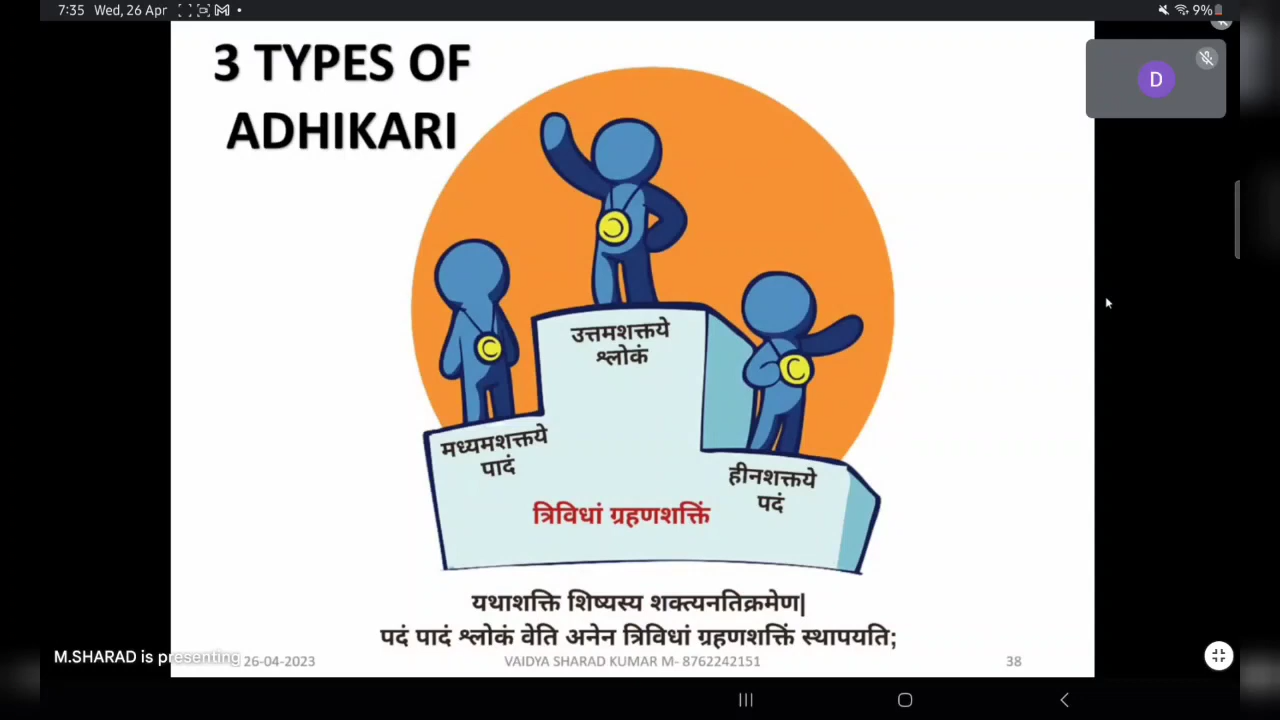 7:35 Wed, 26 Apr
9%
3 TYPES OF
ADHIKARI
D
उत्तमशक्तये
श्लोकं
मध्यमशक्तये
पादं
हीनशक्तये
पदं
त्रिविधां ग्रहणशक्तिं
यथाशक्ति शिष्यस्य शक्त्यनतिक्रमेण|
पदं पादं श्लोकं वेति अनेन त्रिविधां ग्रहणशक्तिं स्थापयति;
M.SHARAD is presenting
26-04-2023
VAIDYA SHARAD KUMAR M- 8762242151
38